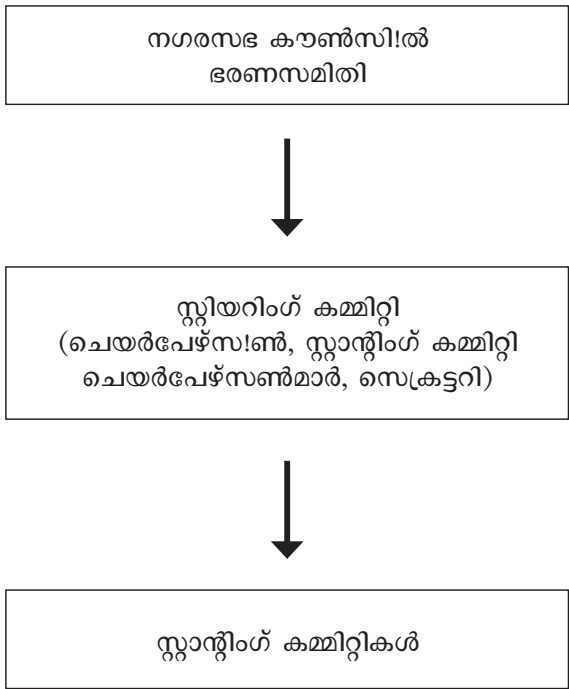 നഗരസഭ കൗൺസി!ൽ
ഭരണസമിതി
സ്റ്റിയറിംഗ് കമ്മിറ്റി
(ചെയർപേഴ്സ!ൺ, സ്റ്റാന്റിംഗ് കമ്മിറ്റി
ചെയർപേഴ്സൺമാർ, സെക്രട്ടറി)
സ്റ്റാന്റിംഗ് കമ്മിറ്റികൾ